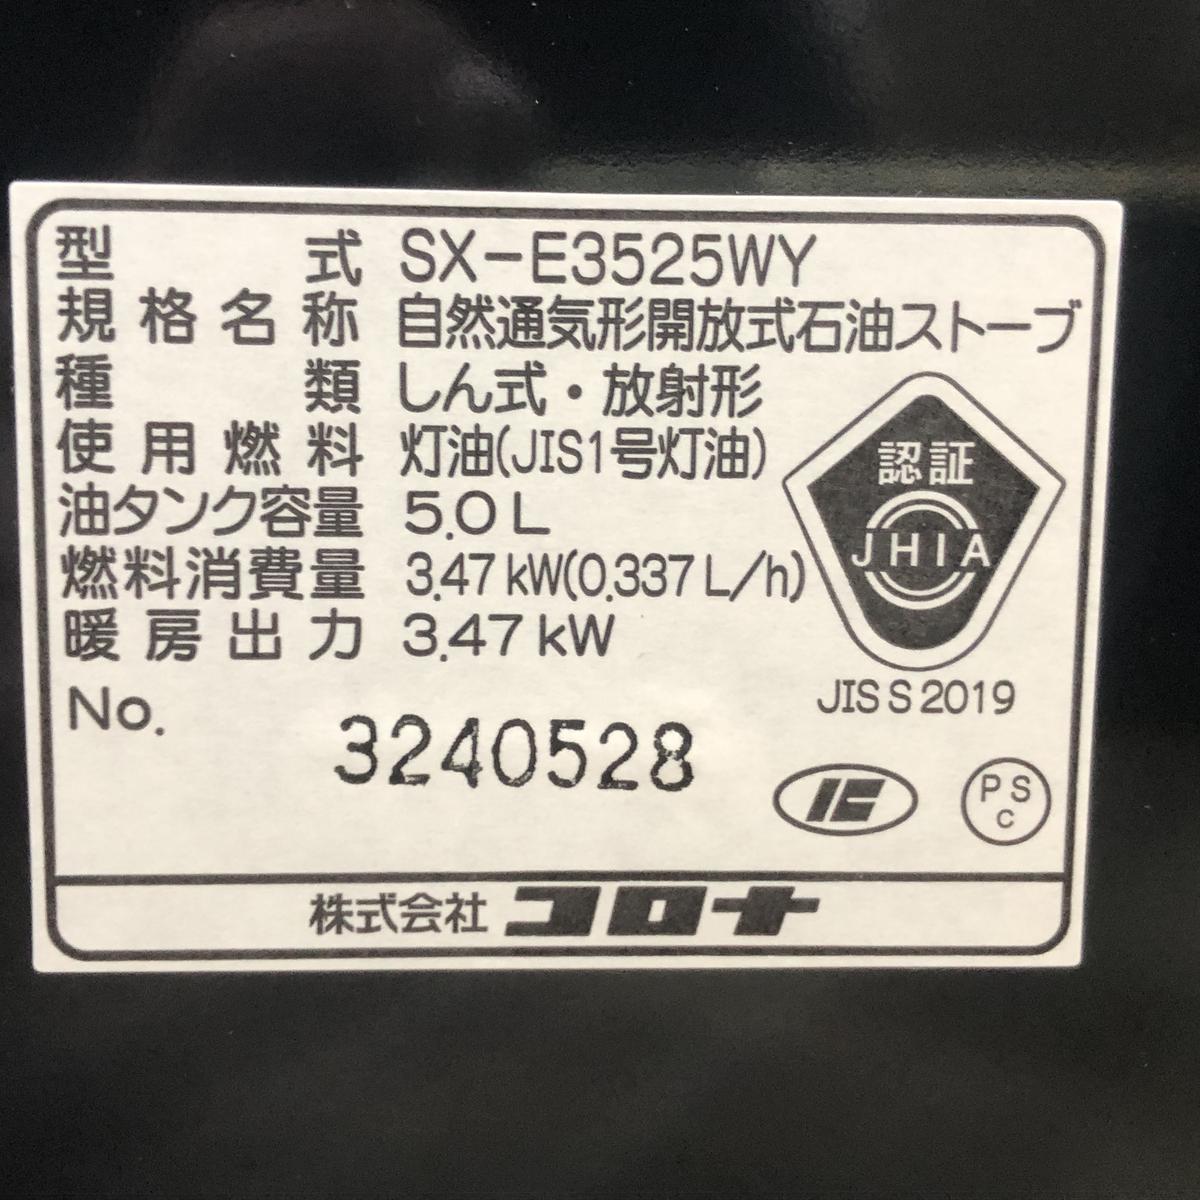 型式 SX-E3525WY
規格名称 自然通気形開放式石油ストーブ
種類 しん式・放射形
使用燃料 灯油(JIS1号灯油)
油タンク容量 5.0L
燃料消費量 3.47kW(0.337L/h)
暖房出力 3.47kW
認証
JHIA
JIS S 2019
No. 3240528
PS
C
株式会社 コロナ